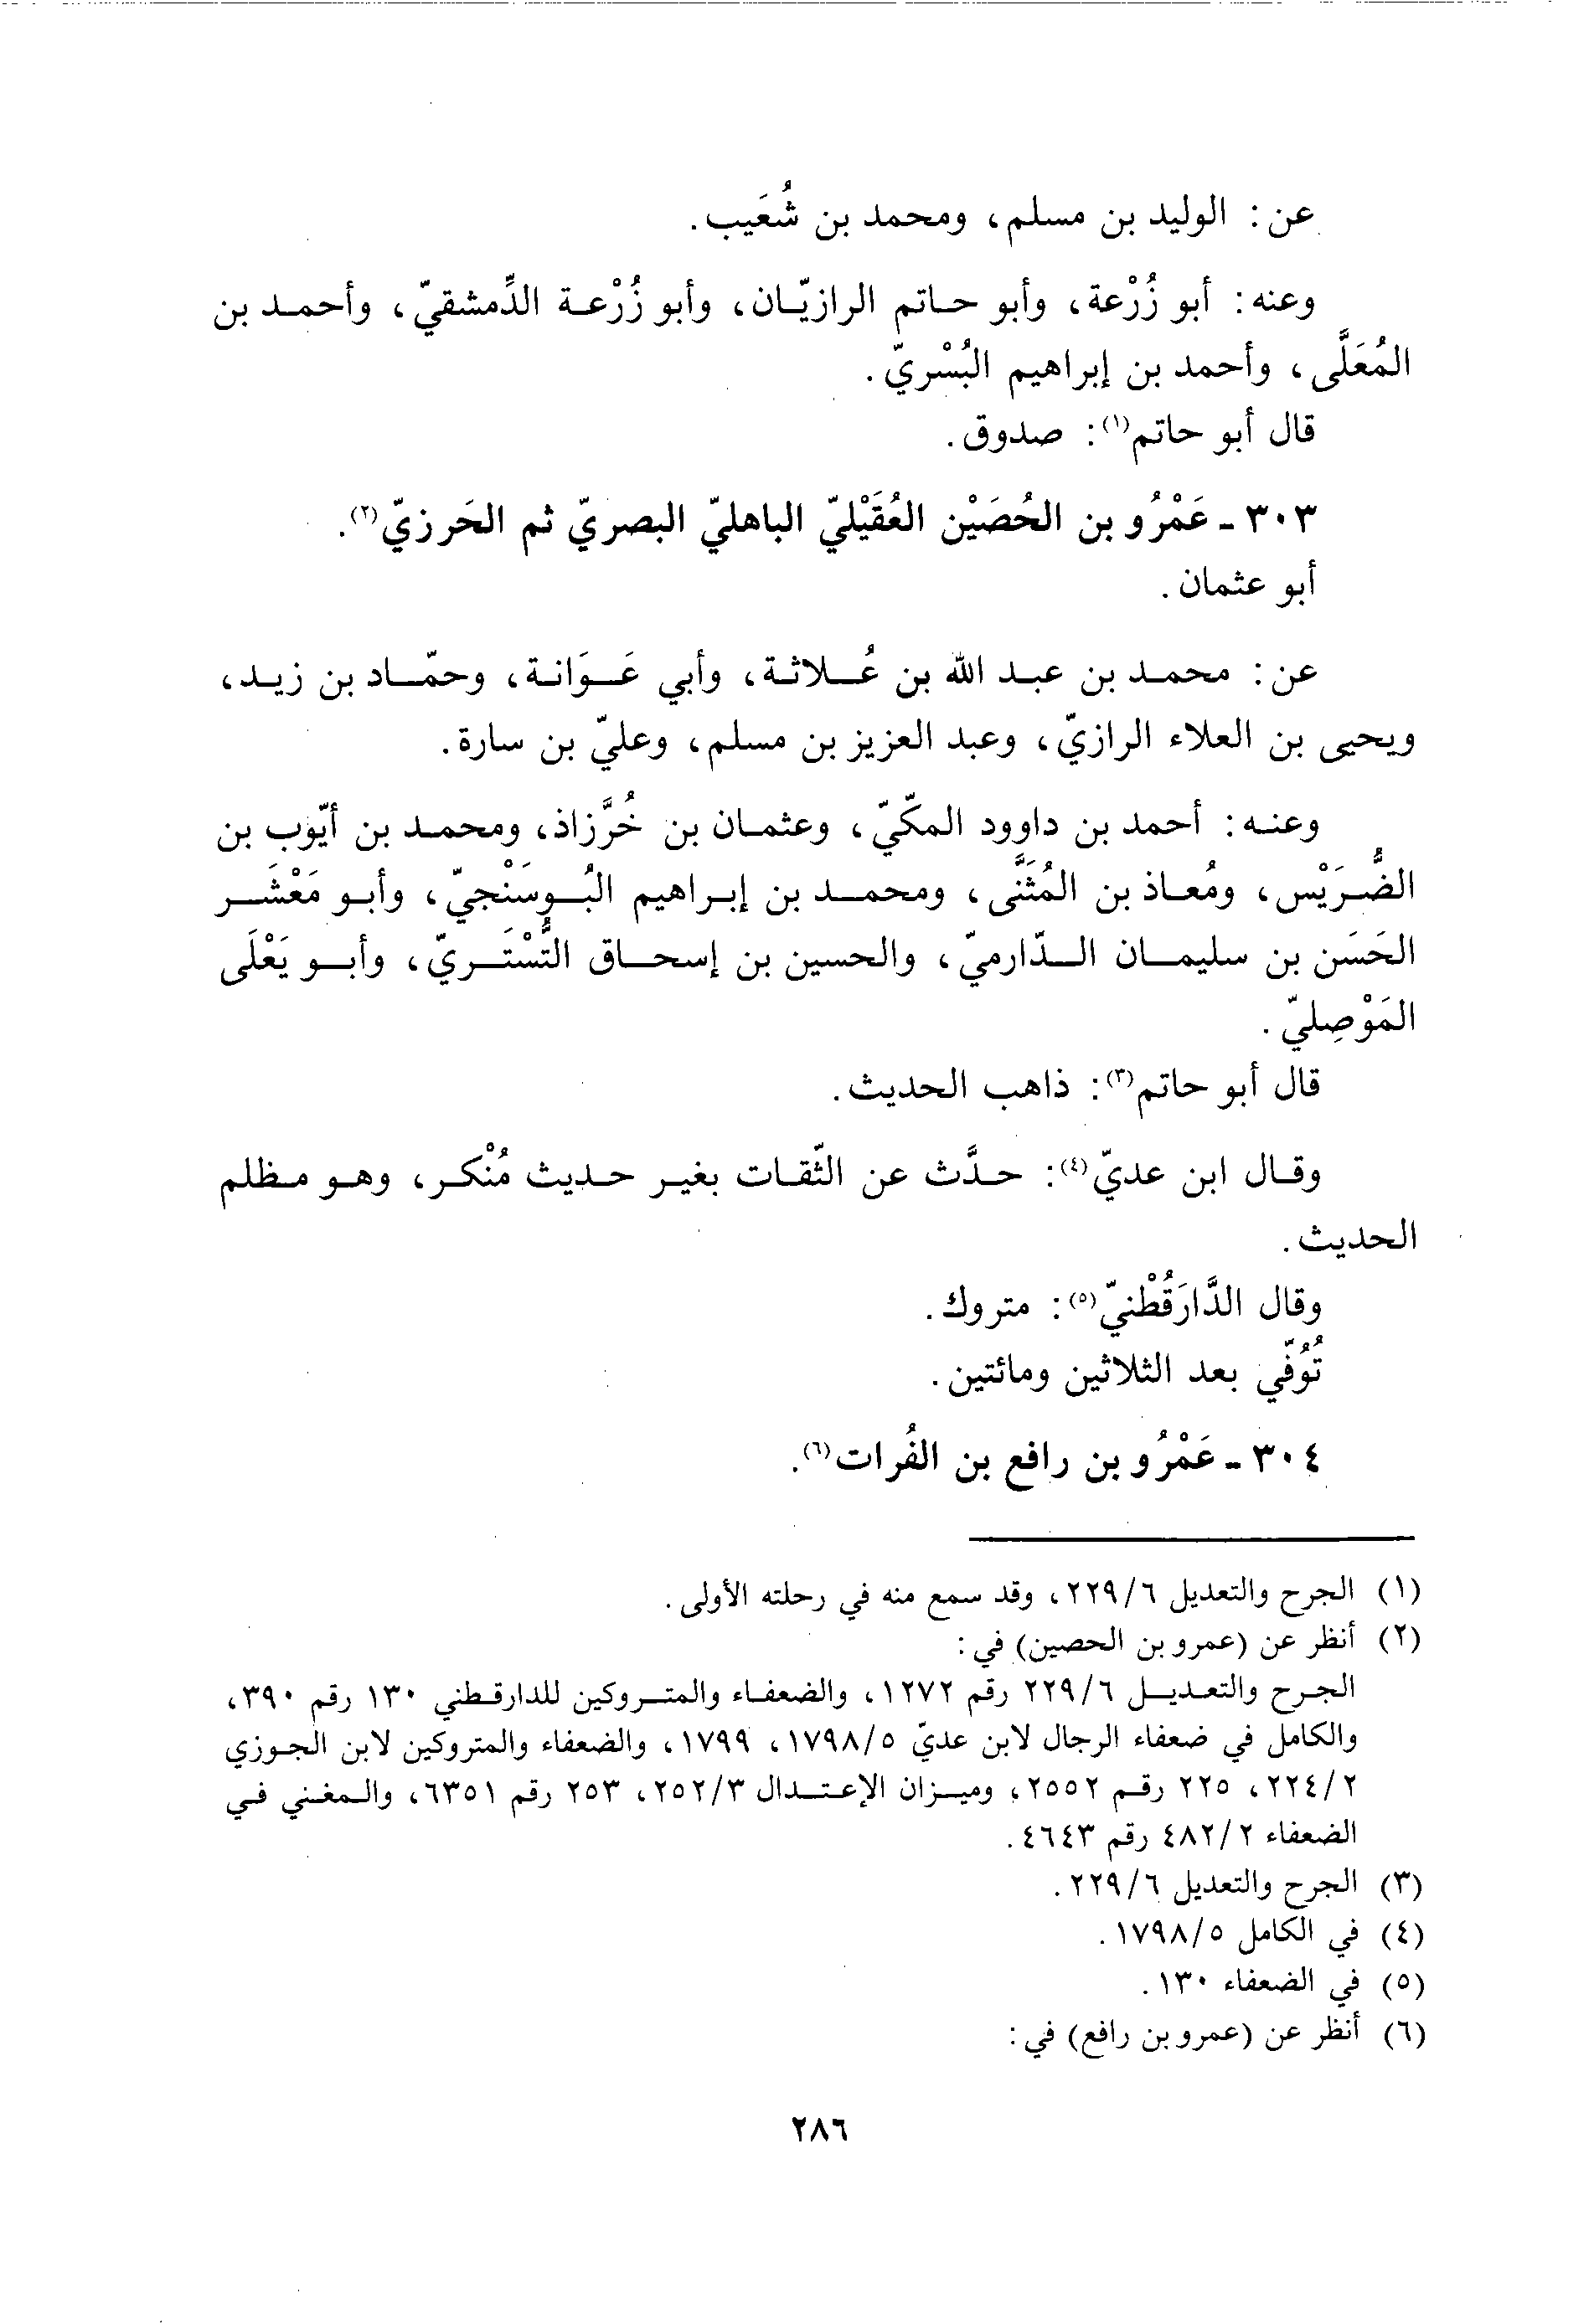 عن: الوليد بن مسلم، ومحمد بن شُعَيب.
وعنه: أبو زُرْعة، وأبو حاتم الرازيّان، وأبو زُرْعة الدِّمشقيّ، وأحمد بن
المُعَلَّى، وأحمد بن إبراهيم البُسْريّ.
قال أبو حاتم(١): صدوق.
٣٠٣ - عَمْرُو بن الحُصَيْن العُقَيْليّ الباهليّ البصريّ ثم الحَرزيّ(٢).
أبو عثمان.
عن: محمد بن عبد الله بن عُلاثة، وأبي عَوَانة، وحمّاد بن زيد،
ويحيى بن العلاء الرازيّ، وعبد العزيز بن مسلم، وعليّ بن سارة.
وعنه: أحمد بن داوود المكّيّ، وعثمان بن خُرَّزاذ، ومحمد بن أيّوب بن
الضُّرَيْس، ومُعاذ بن المُثَنَّى، ومحمد بن إبراهيم البُوسَنْجيّ، وأبو مَعْشَر
الحَسَن بن سليمان الدّارميّ، والحسين بن إسحاق التُّسْتَريّ، وأبو يَعْلَى
المَوْصِليّ.
قال أبو حاتم(٣): ذاهب الحديث.
وقال ابن عديّ(٤): حدَّث عن الثّقات بغير حديث مُنْكر، وهو مظلم
الحديث.
وقال الدَّارَقُطْنيّ(٥): متروك.
تُوُفّي بعد الثلاثين ومائتين.
٣٠٤ - عَمْرُو بن رافع بن الفُرات(٦).
(١) الجرح والتعديل ٦/٢٢٩، وقد سمع منه في رحلته الأولى.
(٢) أنظر عن (عمرو بن الحصين) في:
الجرح والتعديل ٦/٢٢٩ رقم ١٢٧٢، والضعفاء والمتروكين للدارقطني ١٣٠ رقم ٣٩٠،
والكامل في ضعفاء الرجال لابن عديّ ٥/١٧٩٨، ١٧٩٩، والضعفاء والمتروكين لابن الجوزي
٢/٢٢٤، ٢٢٥ رقم ٢٥٥٢، وميزان الإعتدال ٣/٢٥٢، ٢٥٣ رقم ٦٣٥١، والمغني في
الضعفاء ٢/٤٨٢ رقم ٤٦٤٣.
(٣) الجرح والتعديل ٦/٢٢٩.
(٤) في الكامل ٥/١٧٩٨.
(٥) في الضعفاء ١٣٠.
(٦) أنظر عن (عمرو بن رافع) في:
٢٨٦